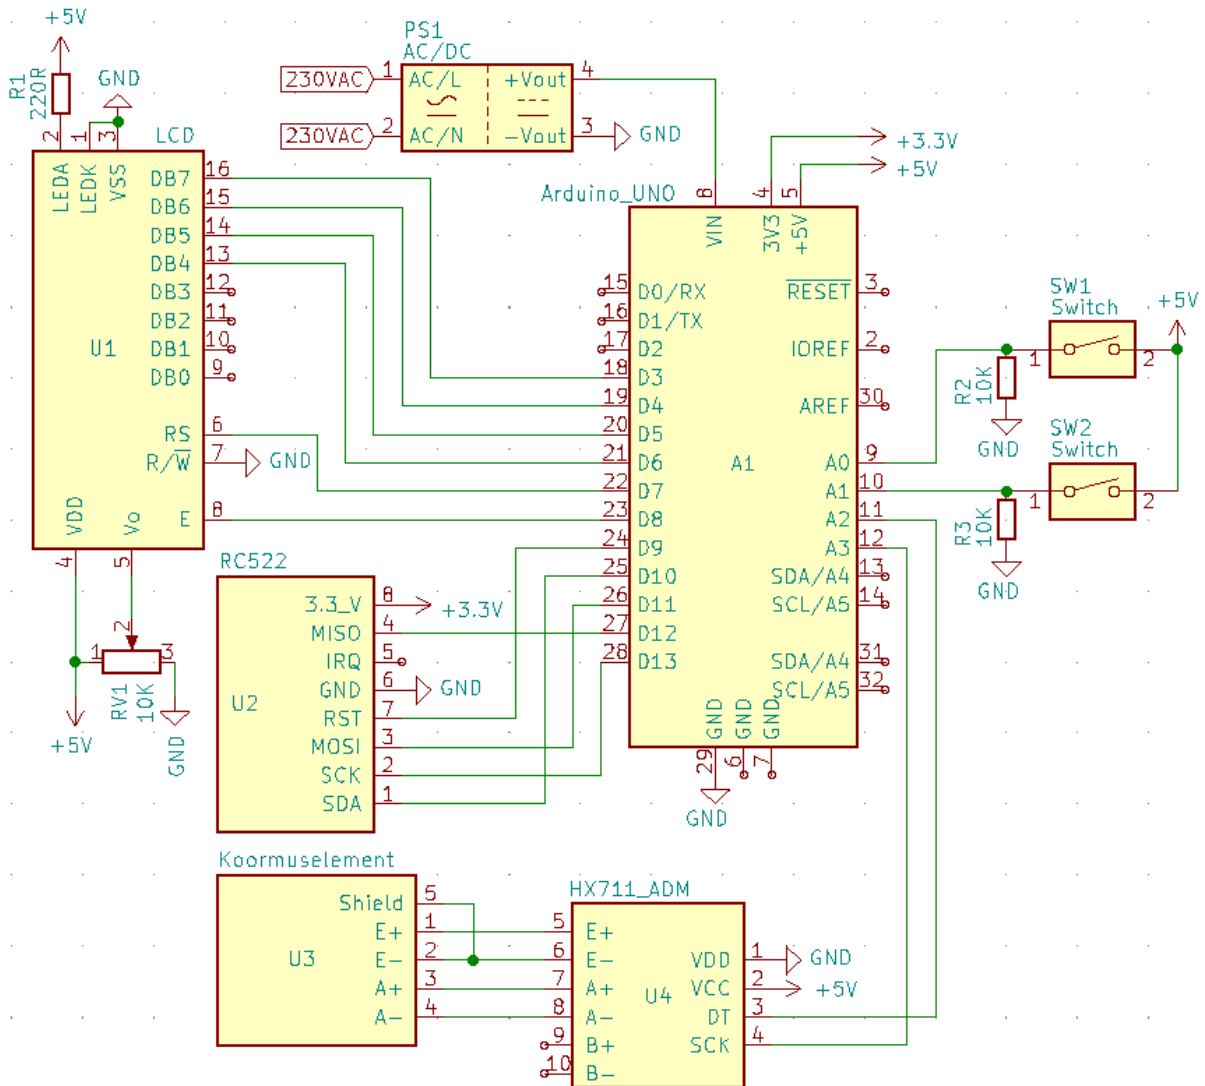 +5V
R1
220R
GND
2
1
3
LCD
LEDA
LEDK
VSS
DB7 16
DB6 15
DB5 14
DB4 13
DB3 12
DB2 11
DB1 10
DB0 9
U1
RS 6
R/W 7 GND
E 8
VDD
Vo
4
5
2
1
3
RV1
10K
+5V
GND
PS1
AC/DC
230VAC 1 AC/L +Vout 4
230VAC 2 AC/N -Vout 3 GND
Arduino_UNO
8
4
5
+3.3V
+5V
VIN
3V3
+5V
15 D0/RX
16 D1/TX
17 D2
18 D3
19 D4
20 D5
21 D6
22 D7
23 D8
24 D9
25 D10
26 D11
27 D12
28 D13
A1
RESET 3
IOREF 2
AREF 30
A0 9
A1 10
A2 11
A3 12
SDA/A4 13
SCL/A5 14
SDA/A4 31
SCL/A5 32
GND
GND
GND
29
6
7
GND
SW1
Switch
+5V
1
2
R2
10K
GND
SW2
Switch
1
2
R3
10K
GND
RC522
3.3_V 8 +3.3V
MISO 4
IRQ 5
GND 6 GND
RST 7
MOSI 3
SCK 2
SDA 1
U2
Koormuselement
Shield 5
E+ 1
E- 2
A+ 3
A- 4
U3
HX711_ADM
5 E+
6 E-
7 A+
8 A-
9 B+
10 B-
U4
VDD 1 GND
VCC 2 +5V
DT 3
SCK 4